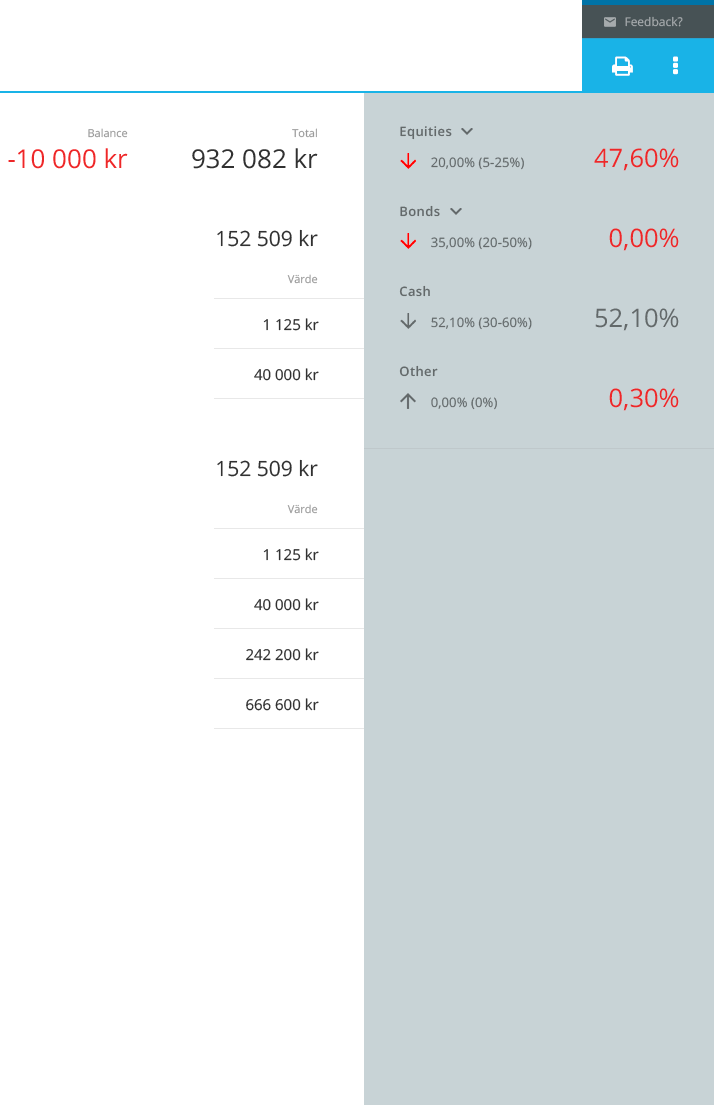 Feedback?
Balance
Total
-10 000 kr
932 082 kr
152 509 kr
Värde
1 125 kr
40 000 kr
152 509 kr
Värde
1 125 kr
40 000 kr
242 200 kr
666 600 kr
Equities
20,00% (5-25%)
47,60%
Bonds
35,00% (20-50%)
0,00%
Cash
52,10% (30-60%)
52,10%
Other
0,00% (0%)
0,30%